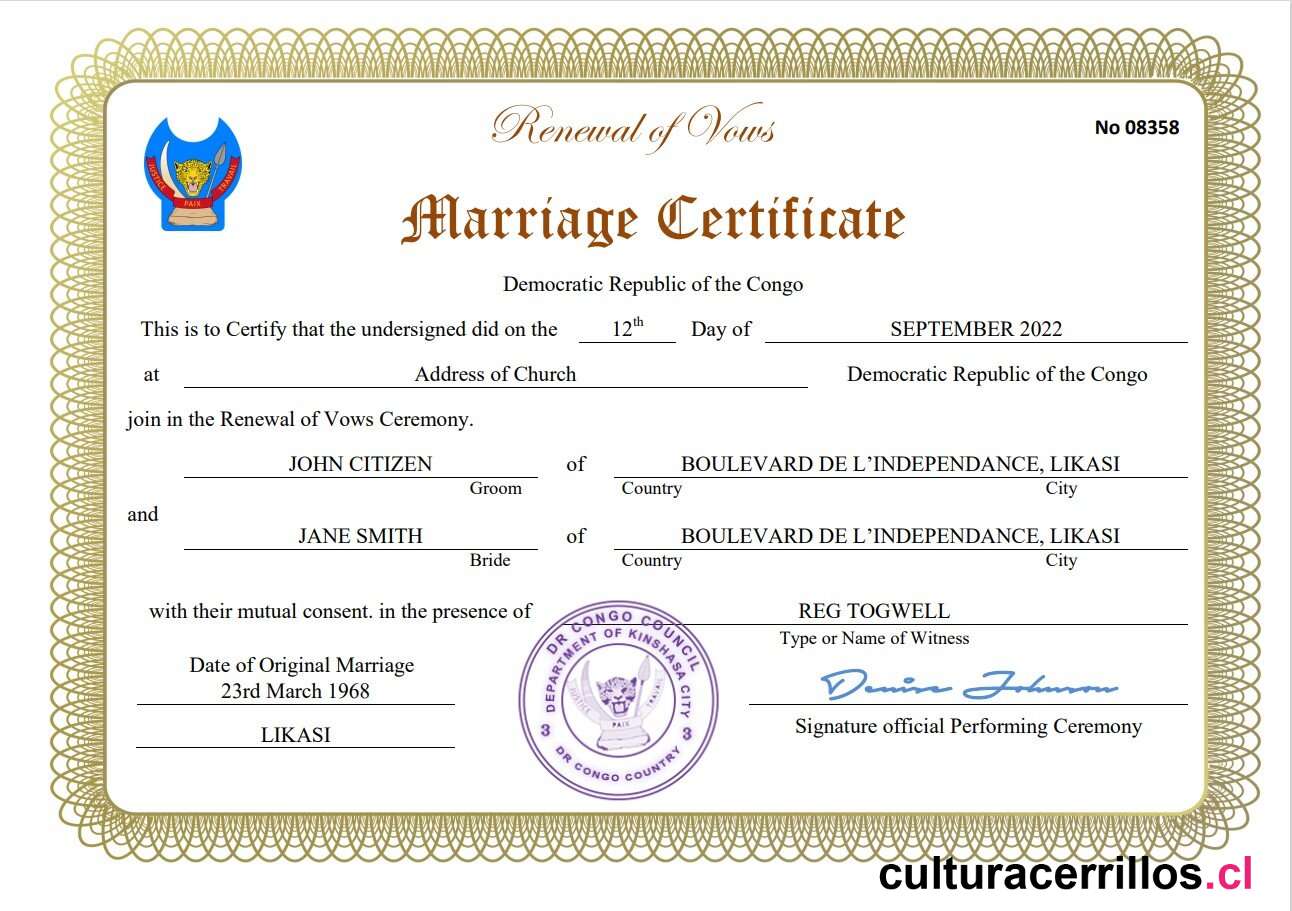 Renewal of Vows
No 08358
JUSTICE PAIX TRAVAIL
Marriage Certificate
Democratic Republic of the Congo
This is to Certify that the undersigned did on the 12th Day of SEPTEMBER 2022
at Address of Church Democratic Republic of the Congo
join in the Renewal of Vows Ceremony.
JOHN CITIZEN of BOULEVARD DE L’INDEPENDANCE, LIKASI
Groom Country City
and
JANE SMITH of BOULEVARD DE L’INDEPENDANCE, LIKASI
Bride Country City
with their mutual consent. in the presence of REG TOGWELL
Type or Name of Witness
Date of Original Marriage
23rd March 1968
LIKASI
DR CONGO COUNCIL
DEPARTMENT OF KINSHASA CITY
JUSTICE PAIX TRAVAIL
3 3
DR CONGO COUNTRY
Denise Johnson
Signature official Performing Ceremony
culturacerrillos.cl